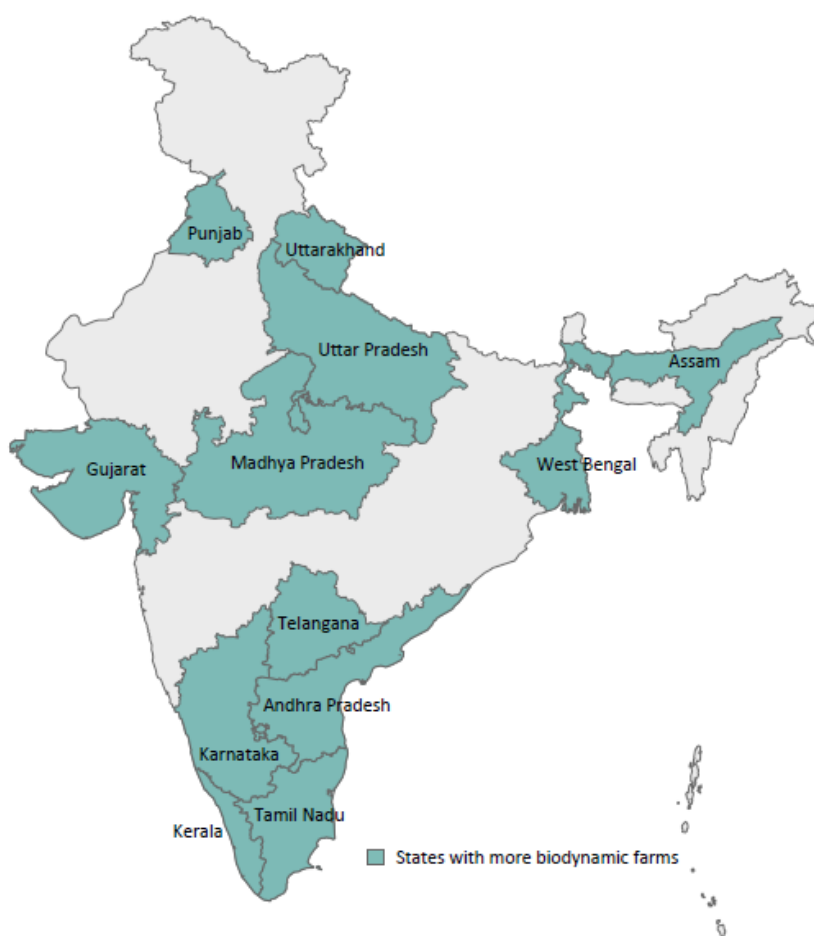 Punjab
Uttarakhand
Uttar Pradesh
Assam
Gujarat
Madhya Pradesh
West Bengal
Telangana
Andhra Pradesh
Karnataka
Kerala
Tamil Nadu
States with more biodynamic farms